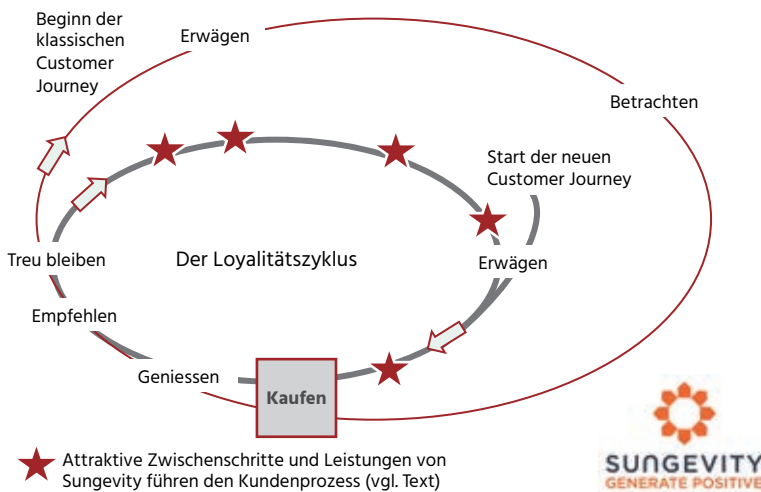 Beginn der
klassischen
Customer
Journey
Erwägen
Betrachten
Start der neuen
Customer Journey
Treu bleiben
Der Loyalitätszyklus
Erwägen
Empfehlen
Geniessen
Kaufen
Attraktive Zwischenschritte und Leistungen von
Sungevity führen den Kundenprozess (vgl. Text)
SUNGEVITY
GENERATE POSITIVE